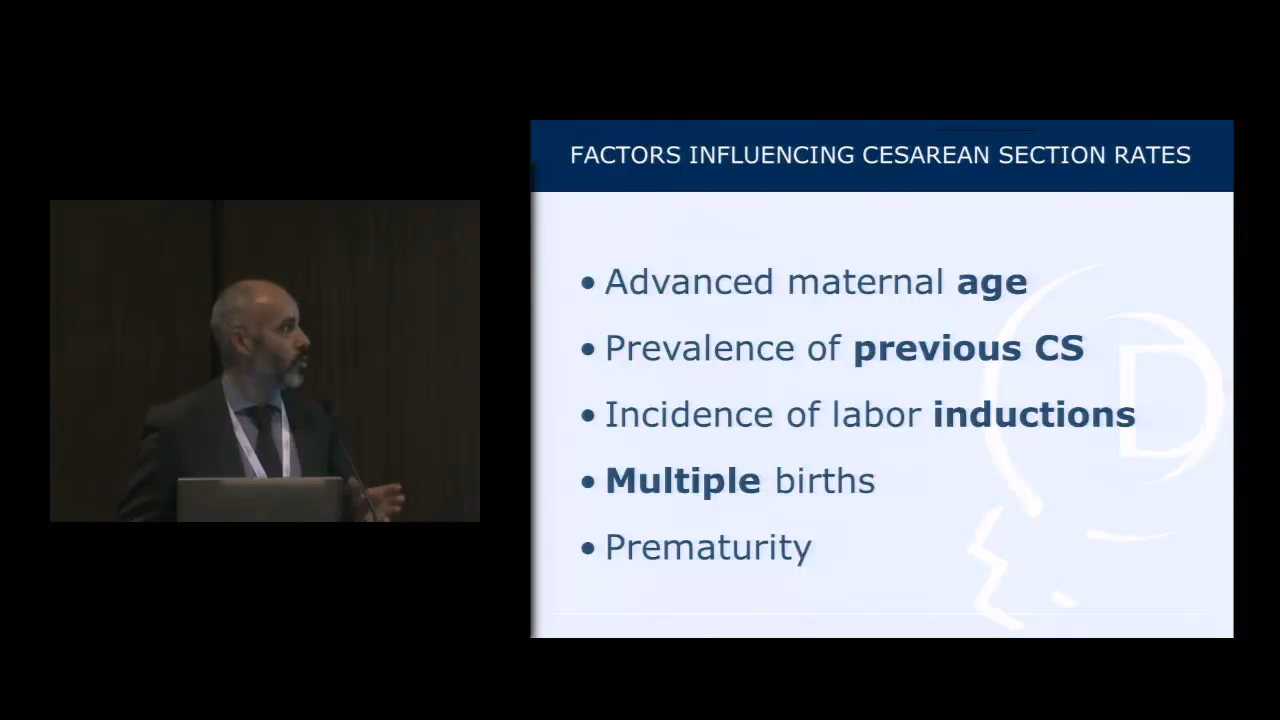 FACTORS INFLUENCING CESAREAN SECTION RATES
• Advanced maternal age
• Prevalence of previous CS
• Incidence of labor inductions
• Multiple births
• Prematurity
D